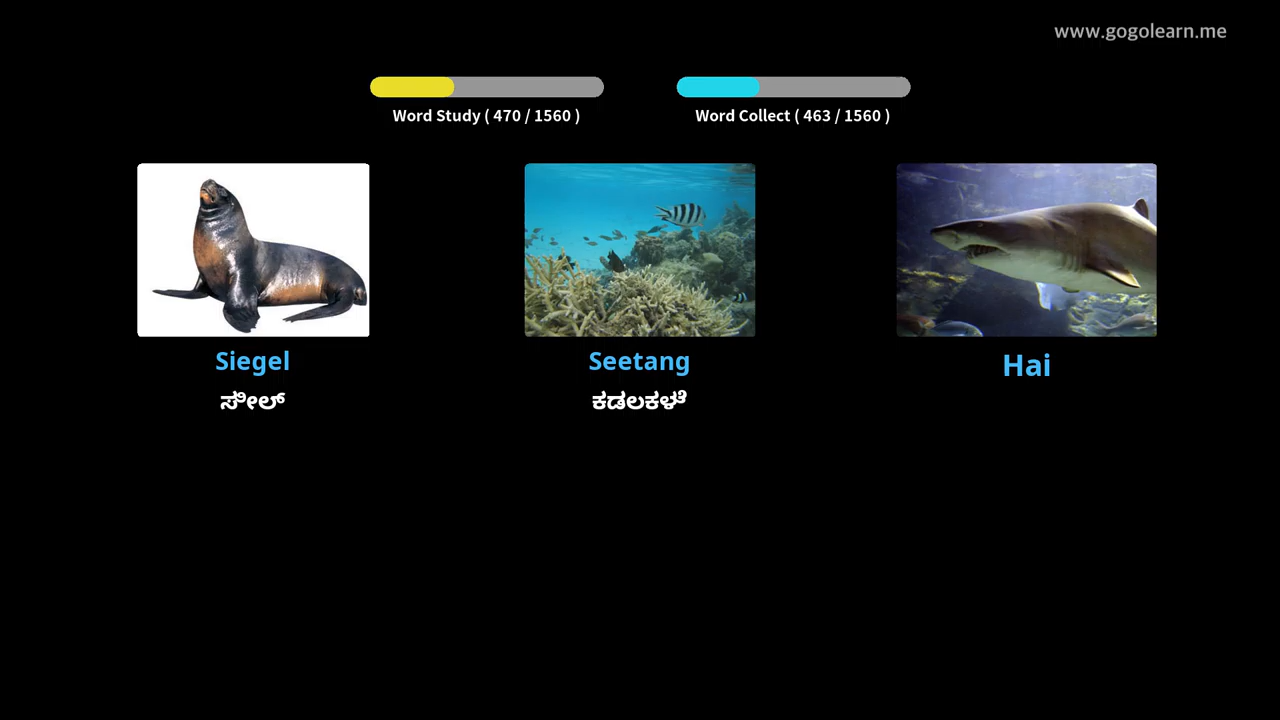 www.gogolearn.me
Word Study ( 470 / 1560 )
Word Collect ( 463 / 1560 )
Siegel
Seetang
Hai
ಸೀಲ್
ಕಡಲಕಳೆ